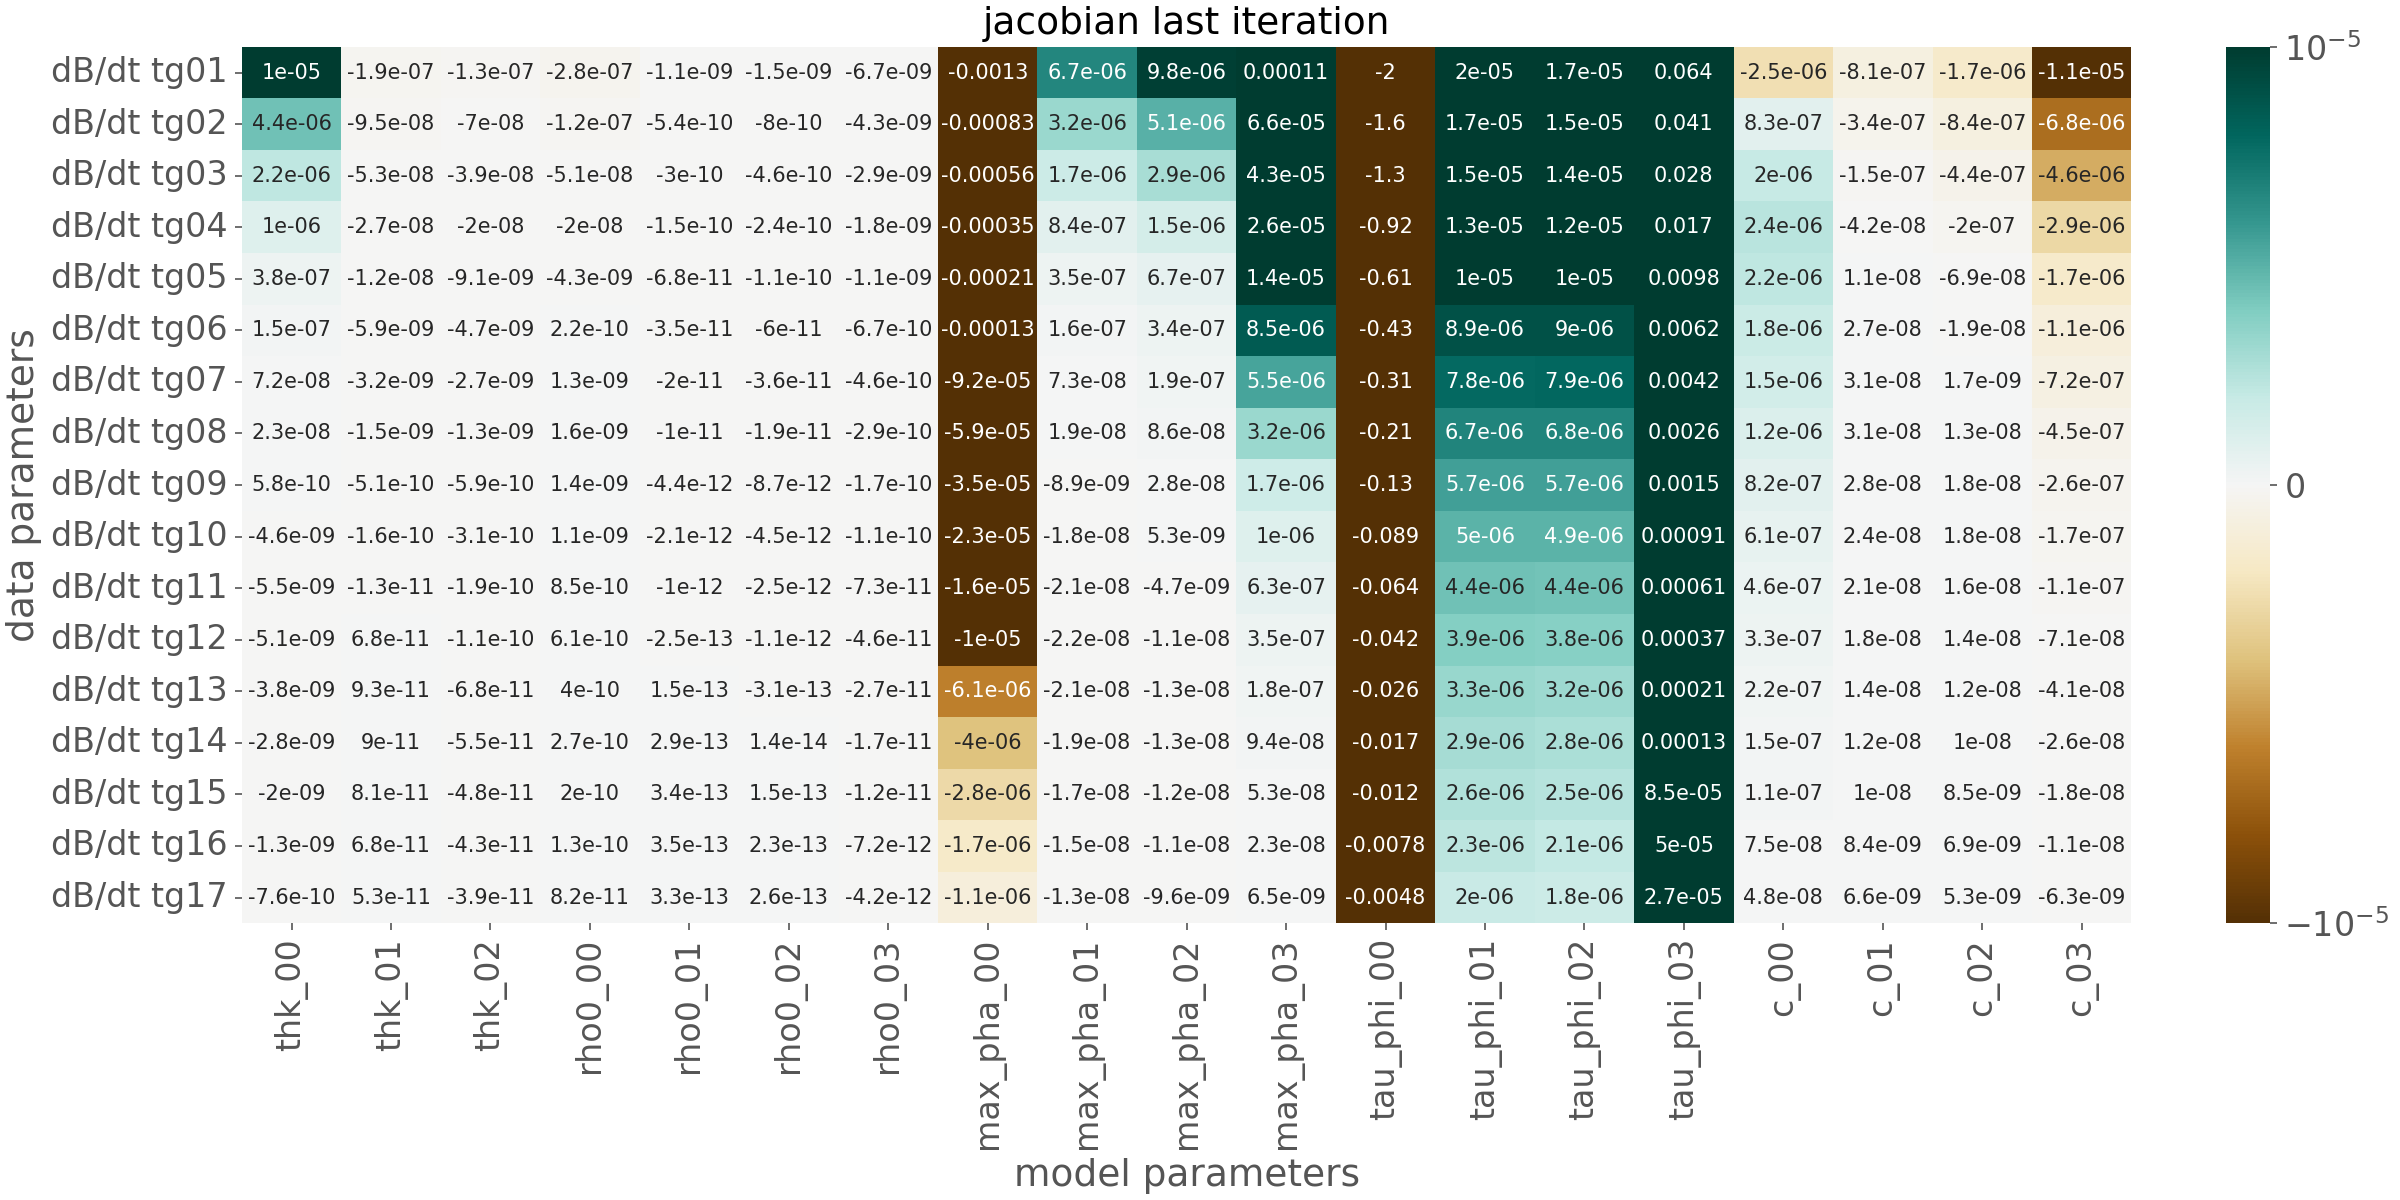 jacobian last iteration
dB/dt tg01 1e-05 -1.9e-07 -1.3e-07 -2.8e-07 -1.1e-09 -1.5e-09 -6.7e-09 -0.0013 6.7e-06 9.8e-06 0.00011 -2 2e-05 1.7e-05 0.064 -2.5e-06 -8.1e-07 -1.7e-06 -1.1e-05
dB/dt tg02 4.4e-06 -9.5e-08 -7e-08 -1.2e-07 -5.4e-10 -8e-10 -4.3e-09 -0.00083 3.2e-06 5.1e-06 6.6e-05 -1.6 1.7e-05 1.5e-05 0.041 8.3e-07 -3.4e-07 -8.4e-07 -6.8e-06
dB/dt tg03 2.2e-06 -5.3e-08 -3.9e-08 -5.1e-08 -3e-10 -4.6e-10 -2.9e-09 -0.00056 1.7e-06 2.9e-06 4.3e-05 -1.3 1.5e-05 1.4e-05 0.028 2e-06 -1.5e-07 -4.4e-07 -4.6e-06
dB/dt tg04 1e-06 -2.7e-08 -2e-08 -2e-08 -1.5e-10 -2.4e-10 -1.8e-09 -0.00035 8.4e-07 1.5e-06 2.6e-05 -0.92 1.3e-05 1.2e-05 0.017 2.4e-06 -4.2e-08 -2e-07 -2.9e-06
dB/dt tg05 3.8e-07 -1.2e-08 -9.1e-09 -4.3e-09 -6.8e-11 -1.1e-10 -1.1e-09 -0.00021 3.5e-07 6.7e-07 1.4e-05 -0.61 1e-05 1e-05 0.0098 2.2e-06 1.1e-08 -6.9e-08 -1.7e-06
dB/dt tg06 1.5e-07 -5.9e-09 -4.7e-09 2.2e-10 -3.5e-11 -6e-11 -6.7e-10 -0.00013 1.6e-07 3.4e-07 8.5e-06 -0.43 8.9e-06 9e-06 0.0062 1.8e-06 2.7e-08 -1.9e-08 -1.1e-06
dB/dt tg07 7.2e-08 -3.2e-09 -2.7e-09 1.3e-09 -2e-11 -3.6e-11 -4.6e-10 -9.2e-05 7.3e-08 1.9e-07 5.5e-06 -0.31 7.8e-06 7.9e-06 0.0042 1.5e-06 3.1e-08 1.7e-09 -7.2e-07
dB/dt tg08 2.3e-08 -1.5e-09 -1.3e-09 1.6e-09 -1e-11 -1.9e-11 -2.9e-10 -5.9e-05 1.9e-08 8.6e-08 3.2e-06 -0.21 6.7e-06 6.8e-06 0.0026 1.2e-06 3.1e-08 1.3e-08 -4.5e-07
dB/dt tg09 5.8e-10 -5.1e-10 -5.9e-10 1.4e-09 -4.4e-12 -8.7e-12 -1.7e-10 -3.5e-05 -8.9e-09 2.8e-08 1.7e-06 -0.13 5.7e-06 5.7e-06 0.0015 8.2e-07 2.8e-08 1.8e-08 -2.6e-07
dB/dt tg10 -4.6e-09 -1.6e-10 -3.1e-10 1.1e-09 -2.1e-12 -4.5e-12 -1.1e-10 -2.3e-05 -1.8e-08 5.3e-09 1e-06 -0.089 5e-06 4.9e-06 0.00091 6.1e-07 2.4e-08 1.8e-08 -1.7e-07
dB/dt tg11 -5.5e-09 -1.3e-11 -1.9e-10 8.5e-10 -1e-12 -2.5e-12 -7.3e-11 -1.6e-05 -2.1e-08 -4.7e-09 6.3e-07 -0.064 4.4e-06 4.4e-06 0.00061 4.6e-07 2.1e-08 1.6e-08 -1.1e-07
dB/dt tg12 -5.1e-09 6.8e-11 -1.1e-10 6.1e-10 -2.5e-13 -1.1e-12 -4.6e-11 -1e-05 -2.2e-08 -1.1e-08 3.5e-07 -0.042 3.9e-06 3.8e-06 0.00037 3.3e-07 1.8e-08 1.4e-08 -7.1e-08
dB/dt tg13 -3.8e-09 9.3e-11 -6.8e-11 4e-10 1.5e-13 -3.1e-13 -2.7e-11 -6.1e-06 -2.1e-08 -1.3e-08 1.8e-07 -0.026 3.3e-06 3.2e-06 0.00021 2.2e-07 1.4e-08 1.2e-08 -4.1e-08
dB/dt tg14 -2.8e-09 9e-11 -5.5e-11 2.7e-10 2.9e-13 1.4e-14 -1.7e-11 -4e-06 -1.9e-08 -1.3e-08 9.4e-08 -0.017 2.9e-06 2.8e-06 0.00013 1.5e-07 1.2e-08 1e-08 -2.6e-08
dB/dt tg15 -2e-09 8.1e-11 -4.8e-11 2e-10 3.4e-13 1.5e-13 -1.2e-11 -2.8e-06 -1.7e-08 -1.2e-08 5.3e-08 -0.012 2.6e-06 2.5e-06 8.5e-05 1.1e-07 1e-08 8.5e-09 -1.8e-08
dB/dt tg16 -1.3e-09 6.8e-11 -4.3e-11 1.3e-10 3.5e-13 2.3e-13 -7.2e-12 -1.7e-06 -1.5e-08 -1.1e-08 2.3e-08 -0.0078 2.3e-06 2.1e-06 5e-05 7.5e-08 8.4e-09 6.9e-09 -1.1e-08
dB/dt tg17 -7.6e-10 5.3e-11 -3.9e-11 8.2e-11 3.3e-13 2.6e-13 -4.2e-12 -1.1e-06 -1.3e-08 -9.6e-09 6.5e-09 -0.0048 2e-06 1.8e-06 2.7e-05 4.8e-08 6.6e-09 5.3e-09 -6.3e-09
thk_00 thk_01 thk_02 rho0_00 rho0_01 rho0_02 rho0_03 max_pha_00 max_pha_01 max_pha_02 max_pha_03 tau_phi_00 tau_phi_01 tau_phi_02 tau_phi_03 c_00 c_01 c_02 c_03
model parameters
data parameters
10⁻⁵
0
−10⁻⁵